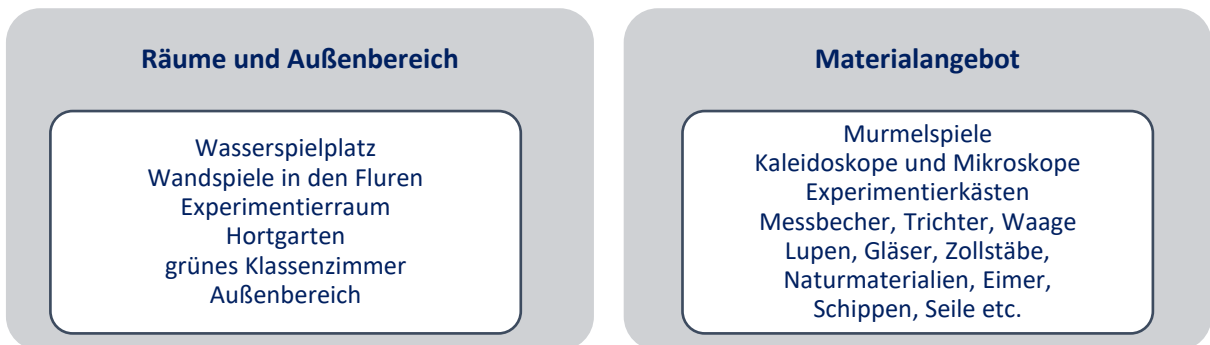 Räume und Außenbereich
Wasserspielplatz
Wandspiele in den Fluren
Experimentierraum
Hortgarten
grünes Klassenzimmer
Außenbereich
Materialangebot
Murmelspiele
Kaleidoskope und Mikroskope
Experimentierkästen
Messbecher, Trichter, Waage
Lupen, Gläser, Zollstäbe,
Naturmaterialien, Eimer,
Schippen, Seile etc.